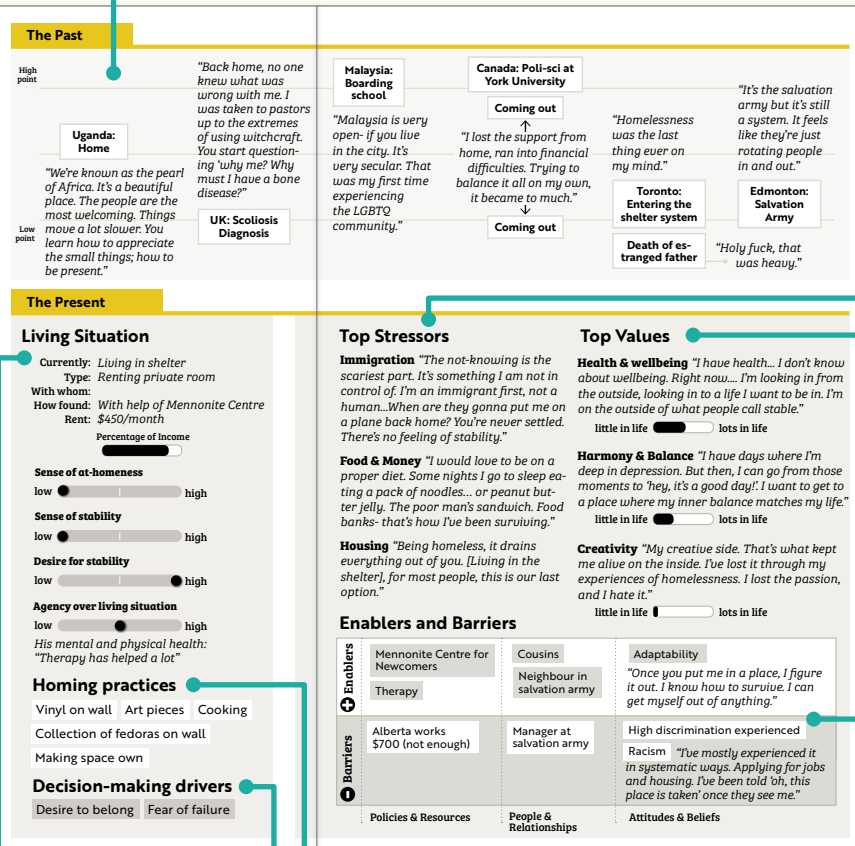 The Past
High
point
Low
point
Uganda:
Home
“We’re known as the pearl
of Africa. It’s a beautiful
place. The people are the
most welcoming. Things
move a lot slower. You
learn how to appreciate
the small things; how to
be present.”
“Back home, no one
knew what was
wrong with me. I
was taken to pastors
up to the extremes
of using witchcraft.
You start question-
ing ‘why me? Why
must I have a bone
disease?”
UK: Scoliosis
Diagnosis
Malaysia:
Boarding
school
“Malaysia is very
open- if you live
in the city. It’s
very secular. That
was my first time
experiencing
the LGBTQ
community.”
Canada: Poli-sci at
York University
Coming out
“I lost the support from
home, ran into financial
difficulties. Trying to
balance it all on my own,
it became to much.”
Coming out
“Homelessness
was the last
thing ever on
my mind.”
Toronto:
Entering the
shelter system
Death of es-
tranged father
“Holy fuck, that
was heavy.”
“It’s the salvation
army but it’s still
a system. It feels
like they’re just
rotating people
in and out.”
Edmonton:
Salvation
Army
The Present
Living Situation
Currently: Living in shelter
Type: Renting private room
With whom:
How found: With help of Mennonite Centre
Rent: $450/month
Percentage of Income
Sense of at-homeness
low high
Sense of stability
low high
Desire for stability
low high
Agency over living situation
low high
His mental and physical health:
“Therapy has helped a lot”
Homing practices
Vinyl on wall Art pieces Cooking
Collection of fedoras on wall
Making space own
Decision-making drivers
Desire to belong Fear of failure
Top Stressors
Immigration “The not-knowing is the
scariest part. It’s something I am not in
control of. I’m an immigrant first, not a
human...When are they gonna put me on
a plane back home? You’re never settled.
There’s no feeling of stability.”
Food & Money “I would love to be on a
proper diet. Some nights I go to sleep ea-
ting a pack of noodles... or peanut but-
ter jelly. The poor man’s sandwich. Food
banks- that’s how I’ve been surviving.”
Housing “Being homeless, it drains
everything out of you. [Living in the
shelter], for most people, this is our last
option.”
Top Values
Health & wellbeing “I have health... I don’t know
about wellbeing. Right now.... I’m looking in from
the outside, looking in to a life I want to be in. I’m
on the outside of what people call stable.”
little in life lots in life
Harmony & Balance “I have days where I’m
deep in depression. But then, I can go from those
moments to ‘hey, it’s a good day!’. I want to get to
a place where my inner balance matches my life.”
little in life lots in life
Creativity “My creative side. That’s what kept
me alive on the inside. I’ve lost it through my
experiences of homelessness. I lost the passion,
and I hate it.”
little in life lots in life
Enablers and Barriers
Enablers
Mennonite Centre for
Newcomers
Therapy
Cousins
Neighbour in
salvation army
Adaptability
“Once you put me in a place, I figure
it out. I know how to survive. I can
get myself out of anything.”
Barriers
Alberta works
$700 (not enough)
Manager at
salvation army
High discrimination experienced
Racism “I’ve mostly experienced it
in systematic ways. Applying for jobs
and housing. I’ve been told ‘oh, this
place is taken’ once they see me.”
Policies & Resources
People &
Relationships
Attitudes & Beliefs